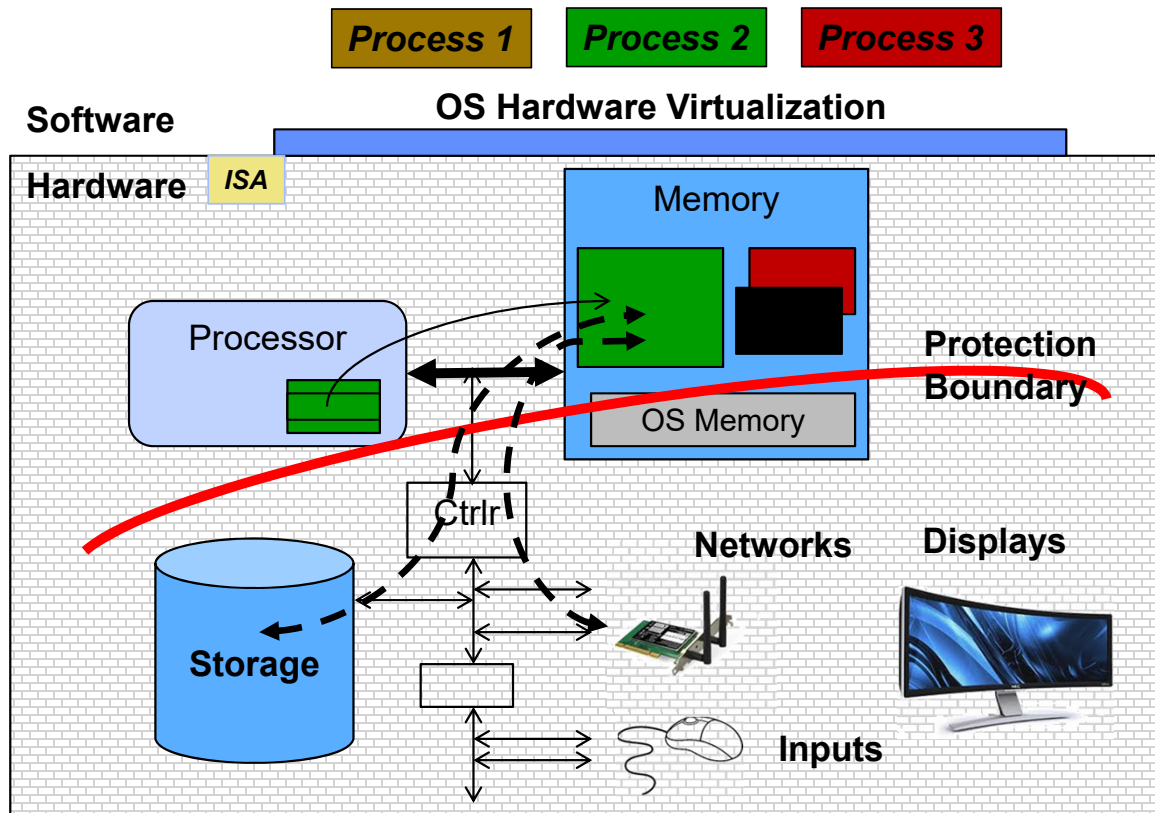 Process 1
Process 2
Process 3
OS Hardware Virtualization
Software
Hardware
ISA
Memory
Processor
Protection
Boundary
OS Memory
Ctrlr
Networks
Displays
Storage
Inputs